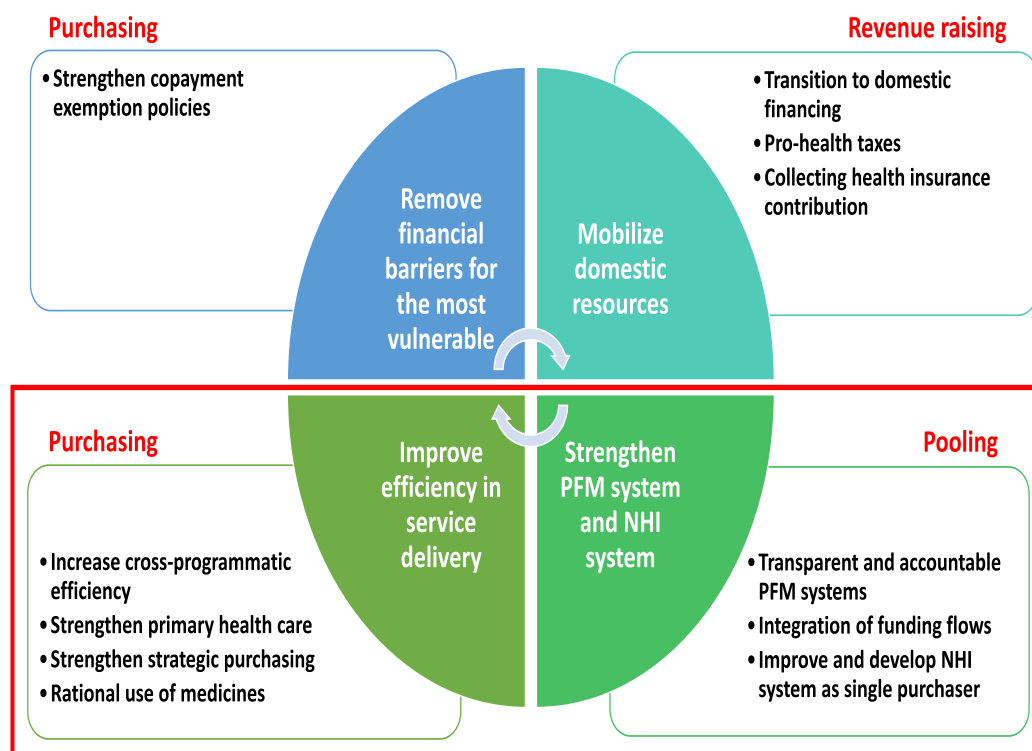 Purchasing
• Strengthen copayment
exemption policies
Revenue raising
• Transition to domestic
financing
• Pro-health taxes
• Collecting health insurance
contribution
Remove
financial
barriers for
the most
vulnerable
Mobilize
domestic
resources
Purchasing
• Increase cross-programmatic
efficiency
• Strengthen primary health care
• Strengthen strategic purchasing
• Rational use of medicines
Improve
efficiency in
service
delivery
Strengthen
PFM system
and NHI
system
Pooling
• Transparent and accountable
PFM systems
• Integration of funding flows
• Improve and develop NHI
system as single purchaser